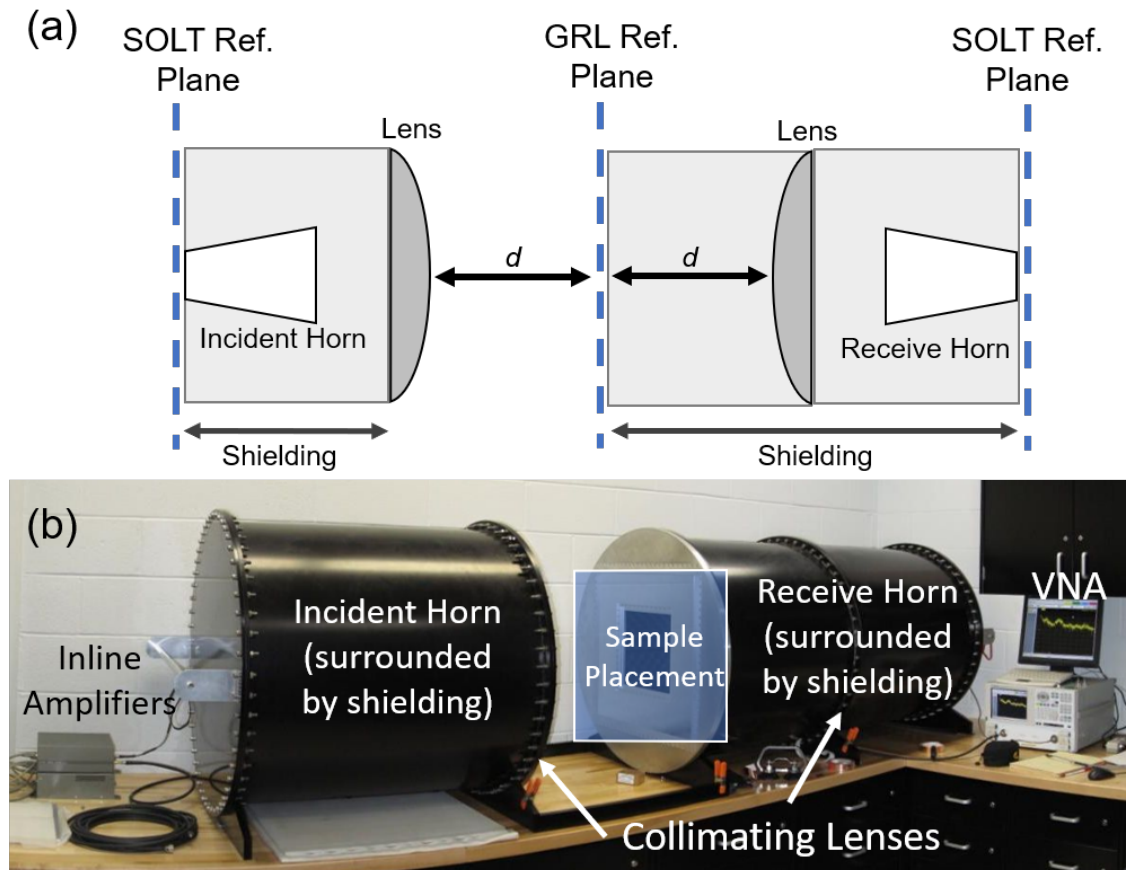 (a)
SOLT Ref.
Plane
GRL Ref.
Plane
SOLT Ref.
Plane
Lens
Lens
d
d
Incident Horn
Receive Horn
Shielding
Shielding
(b)
Inline
Amplifiers
Incident Horn
(surrounded
by shielding)
Sample
Placement
Receive Horn
(surrounded
by shielding)
VNA
Collimating Lenses